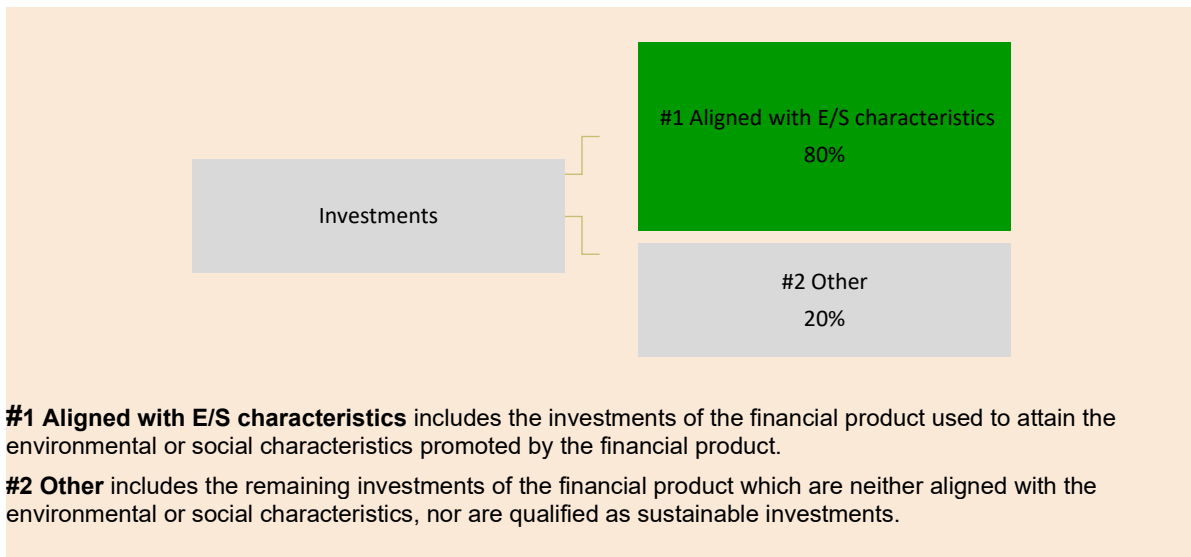 #1 Aligned with E/S characteristics
80%
Investments
#2 Other
20%
#1 Aligned with E/S characteristics includes the investments of the financial product used to attain the
environmental or social characteristics promoted by the financial product.
#2 Other includes the remaining investments of the financial product which are neither aligned with the
environmental or social characteristics, nor are qualified as sustainable investments.